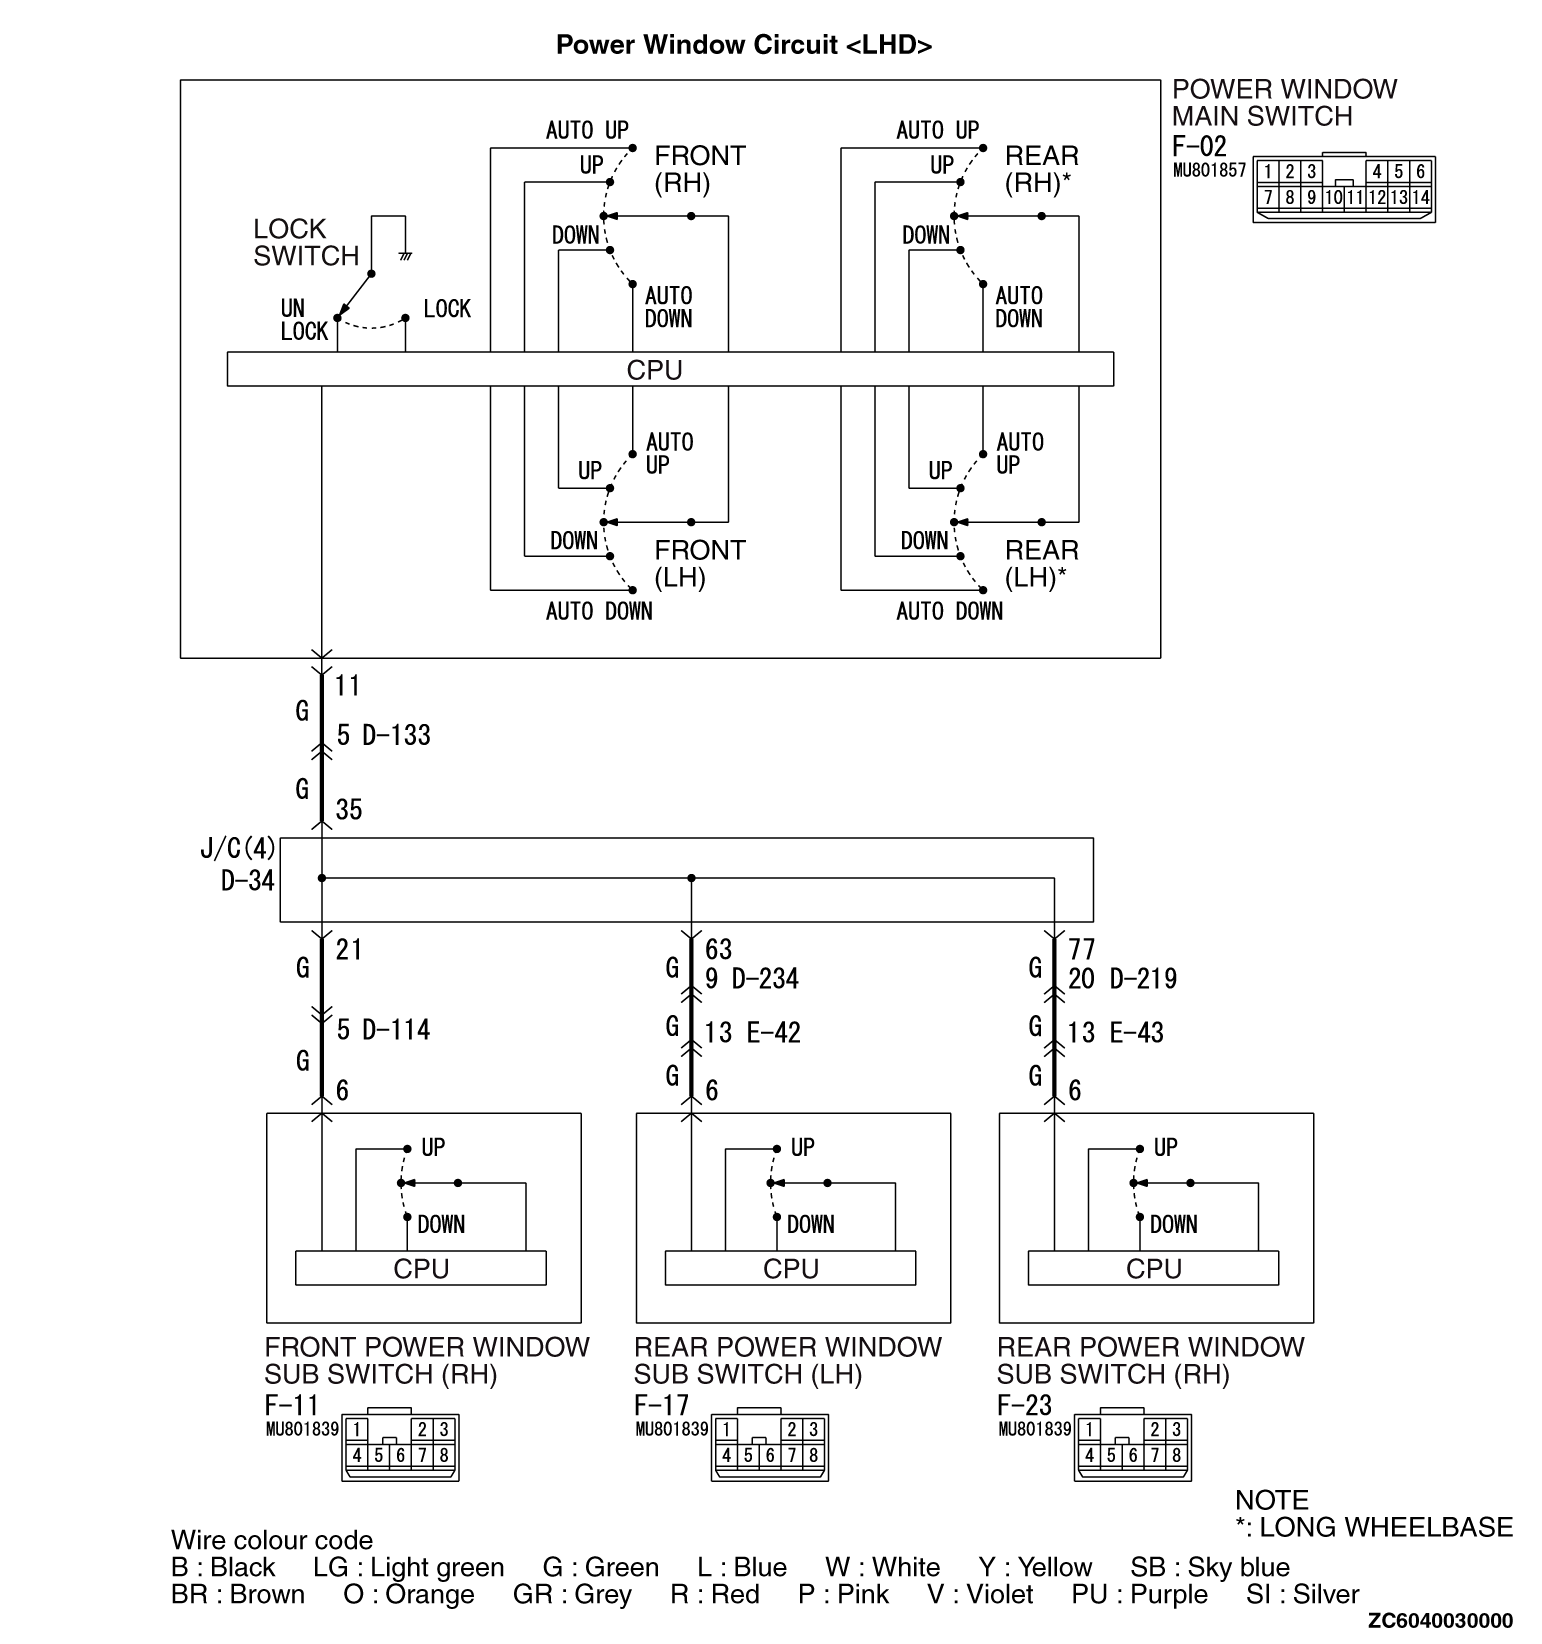 Power Window Circuit <LHD>
POWER WINDOW
MAIN SWITCH
F-02
MU801857
1 2 3 4 5 6
7 8 9 10 11 12 13 14
AUTO UP
UP
FRONT
(RH)
DOWN
AUTO
DOWN
AUTO UP
UP
REAR
(RH)*
DOWN
AUTO
DOWN
LOCK
SWITCH
UN
LOCK
LOCK
CPU
AUTO
UP
UP
DOWN
FRONT
(LH)
AUTO DOWN
AUTO
UP
UP
DOWN
REAR
(LH)*
AUTO DOWN
11
G
5 D-133
G
35
J/C(4)
D-34
21
G
5 D-114
G
6
63
G
9 D-234
G
13 E-42
G
6
77
G
20 D-219
G
13 E-43
G
6
UP
DOWN
CPU
UP
DOWN
CPU
UP
DOWN
CPU
FRONT POWER WINDOW
SUB SWITCH (RH)
F-11
MU801839
1 2 3
4 5 6 7 8
REAR POWER WINDOW
SUB SWITCH (LH)
F-17
MU801839
1 2 3
4 5 6 7 8
REAR POWER WINDOW
SUB SWITCH (RH)
F-23
MU801839
1 2 3
4 5 6 7 8
NOTE
*: LONG WHEELBASE
Wire colour code
B : Black LG : Light green G : Green L : Blue W : White Y : Yellow SB : Sky blue
BR : Brown O : Orange GR : Grey R : Red P : Pink V : Violet PU : Purple SI : Silver
ZC6040030000